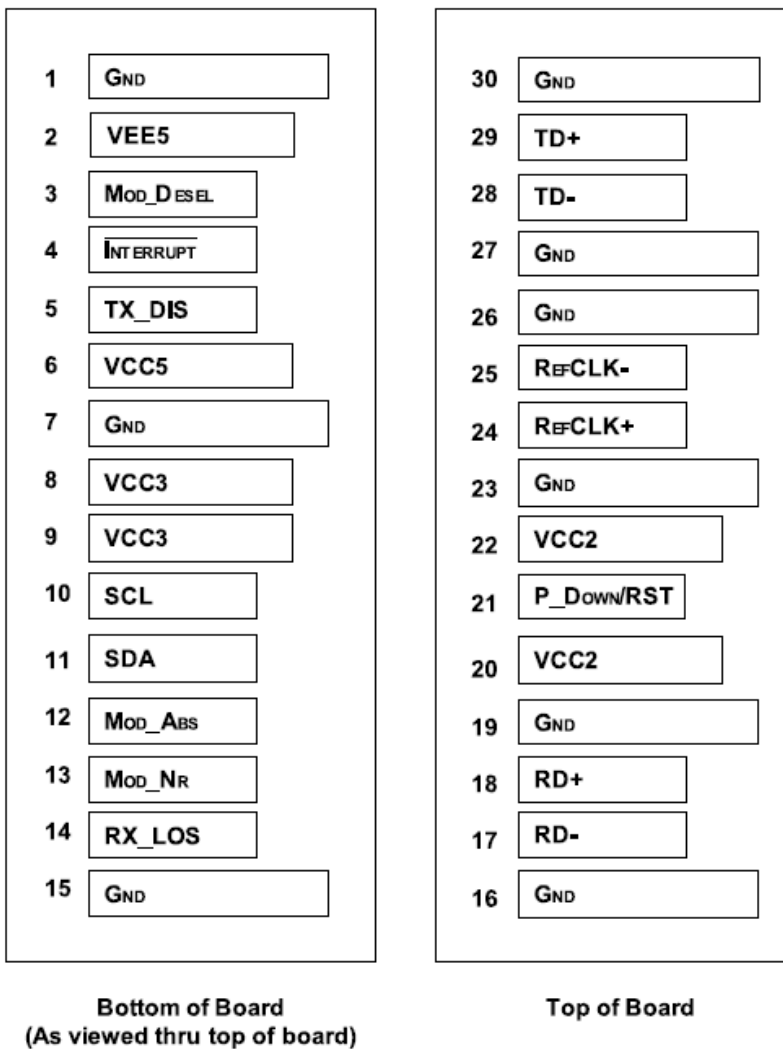 1 GND
2 VEE5
3 MOD_DESEL
4 INTERRUPT
5 TX_DIS
6 VCC5
7 GND
8 VCC3
9 VCC3
10 SCL
11 SDA
12 MOD_ABS
13 MOD_NR
14 RX_LOS
15 GND
Bottom of Board
(As viewed thru top of board)
30 GND
29 TD+
28 TD-
27 GND
26 GND
25 REFCLK-
24 REFCLK+
23 GND
22 VCC2
21 P_DOWN/RST
20 VCC2
19 GND
18 RD+
17 RD-
16 GND
Top of Board